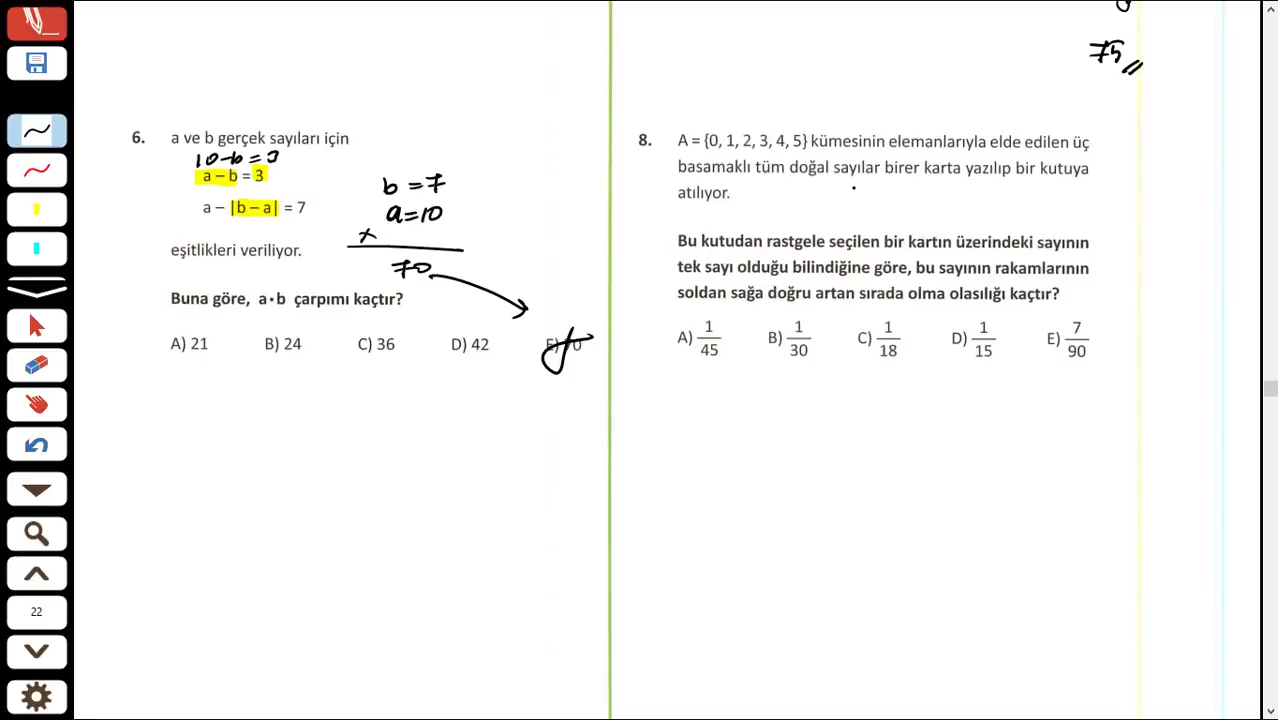 75
6. a ve b gerçek sayıları için
10-b = 3
a – b = 3
a – |b – a| = 7
eşitlikleri veriliyor.
b = 7
a = 10
x
70
Buna göre, a•b çarpımı kaçtır?
A) 21 B) 24 C) 36 D) 42 E) 70
8. A = {0, 1, 2, 3, 4, 5} kümesinin elemanlarıyla elde edilen üç
basamaklı tüm doğal sayılar birer karta yazılıp bir kutuya
atılıyor.
Bu kutudan rastgele seçilen bir kartın üzerindeki sayının
tek sayı olduğu bilindiğine göre, bu sayının rakamlarının
soldan sağa doğru artan sırada olma olasılığı kaçtır?
A) 1/45 B) 1/30 C) 1/18 D) 1/15 E) 7/90
22